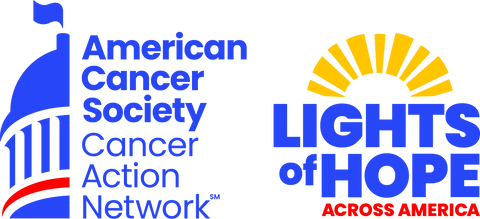 American
Cancer
Society
Cancer
Action
Network℠
LIGHTS
of HOPE
ACROSS AMERICA